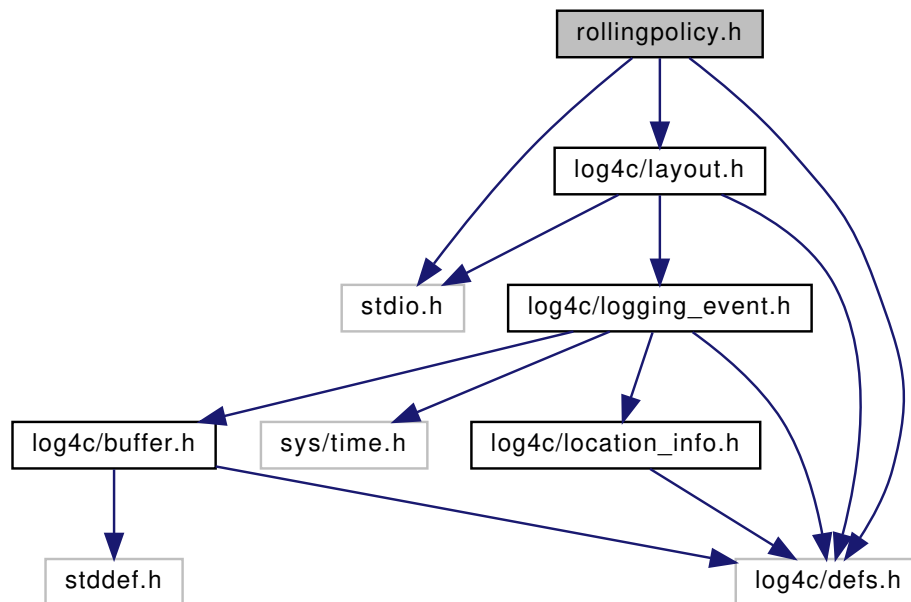 rollingpolicy.h
log4c/layout.h
stdio.h
log4c/logging_event.h
log4c/buffer.h
sys/time.h
log4c/location_info.h
stddef.h
log4c/defs.h